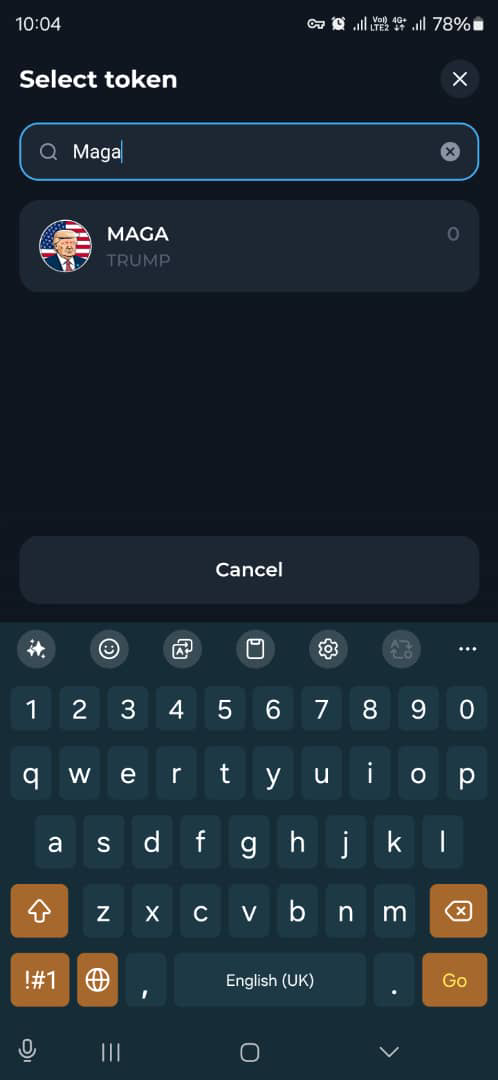 10:04 Vo)) LTE2 4G+ 78%
Select token
Maga
MAGA 0
TRUMP
Cancel
1 2 3 4 5 6 7 8 9 0
q w e r t y u i o p
a s d f g h j k l
z x c v b n m
!#1 , English (UK) . Go